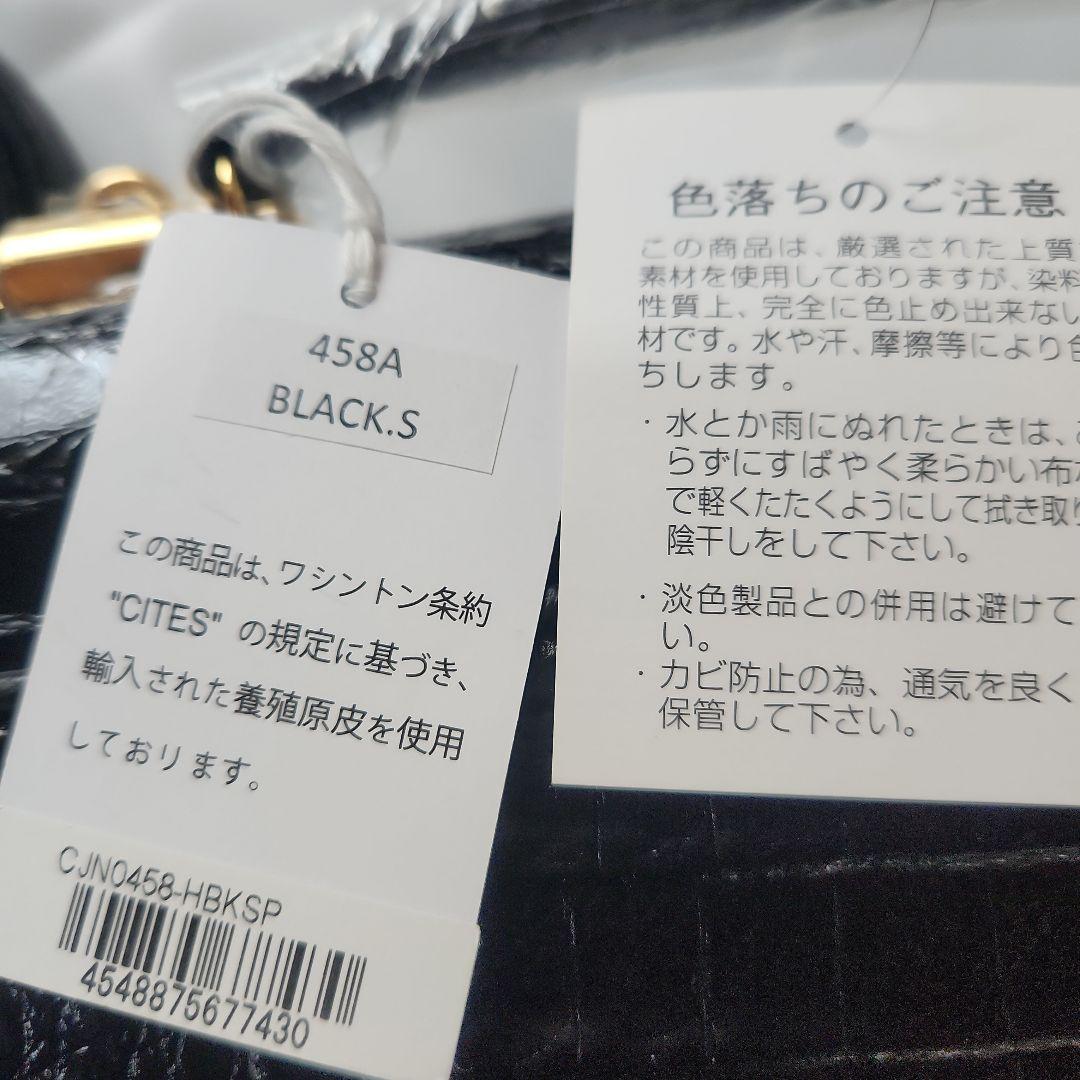 458A
BLACK.S
この商品は、ワシントン条約
"CITES" の規定に基づき、
輸入された養殖原皮を使用
しております。
CJN0458-HBKSP
4548875677430
色落ちのご注意
この商品は、厳選された上質
素材を使用しておりますが、染料
性質上、完全に色止め出来ない
材です。水や汗、摩擦等により色
ちします。
・水とか雨にぬれたときは、
らずにすばやく柔らかい布
で軽くたたくようにして拭き取り
陰干しをして下さい。
・淡色製品との併用は避けて
い。
・カビ防止の為、通気を良く
保管して下さい。